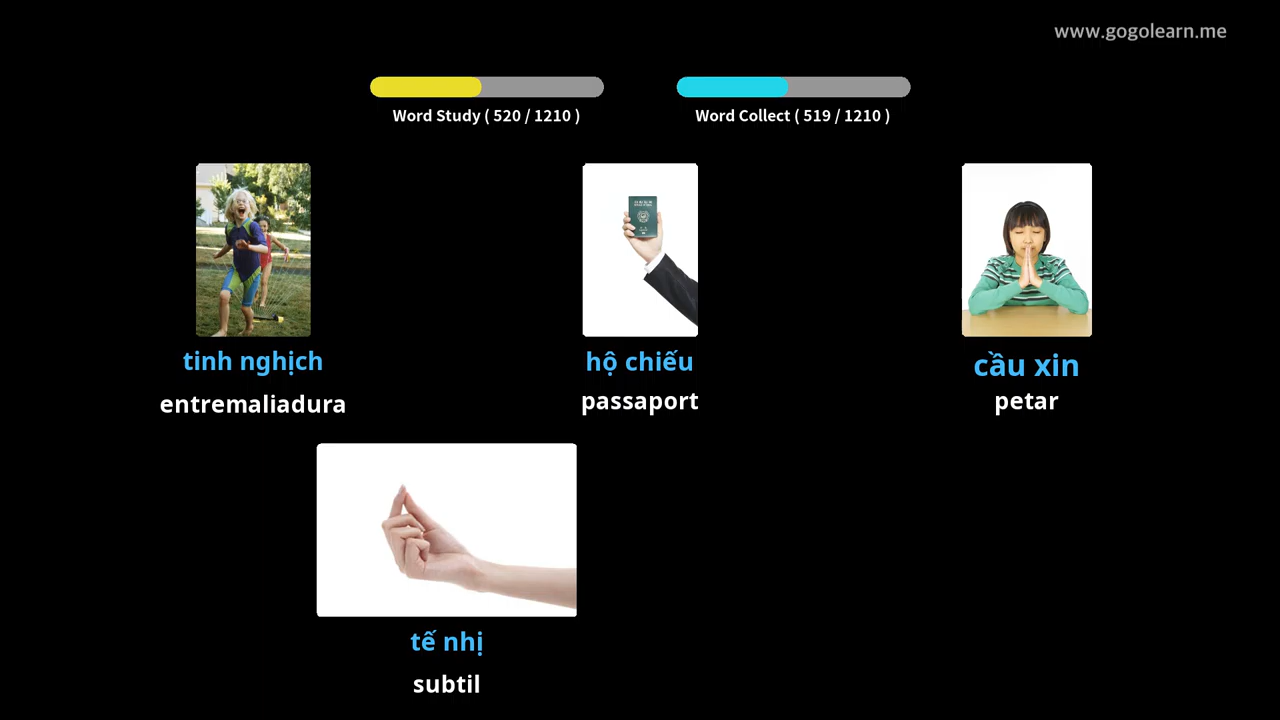 www.gogolearn.me
Word Study ( 520 / 1210 )
Word Collect ( 519 / 1210 )
tinh nghịch
entremaliadura
hộ chiếu
passaport
cầu xin
petar
tế nhị
subtil